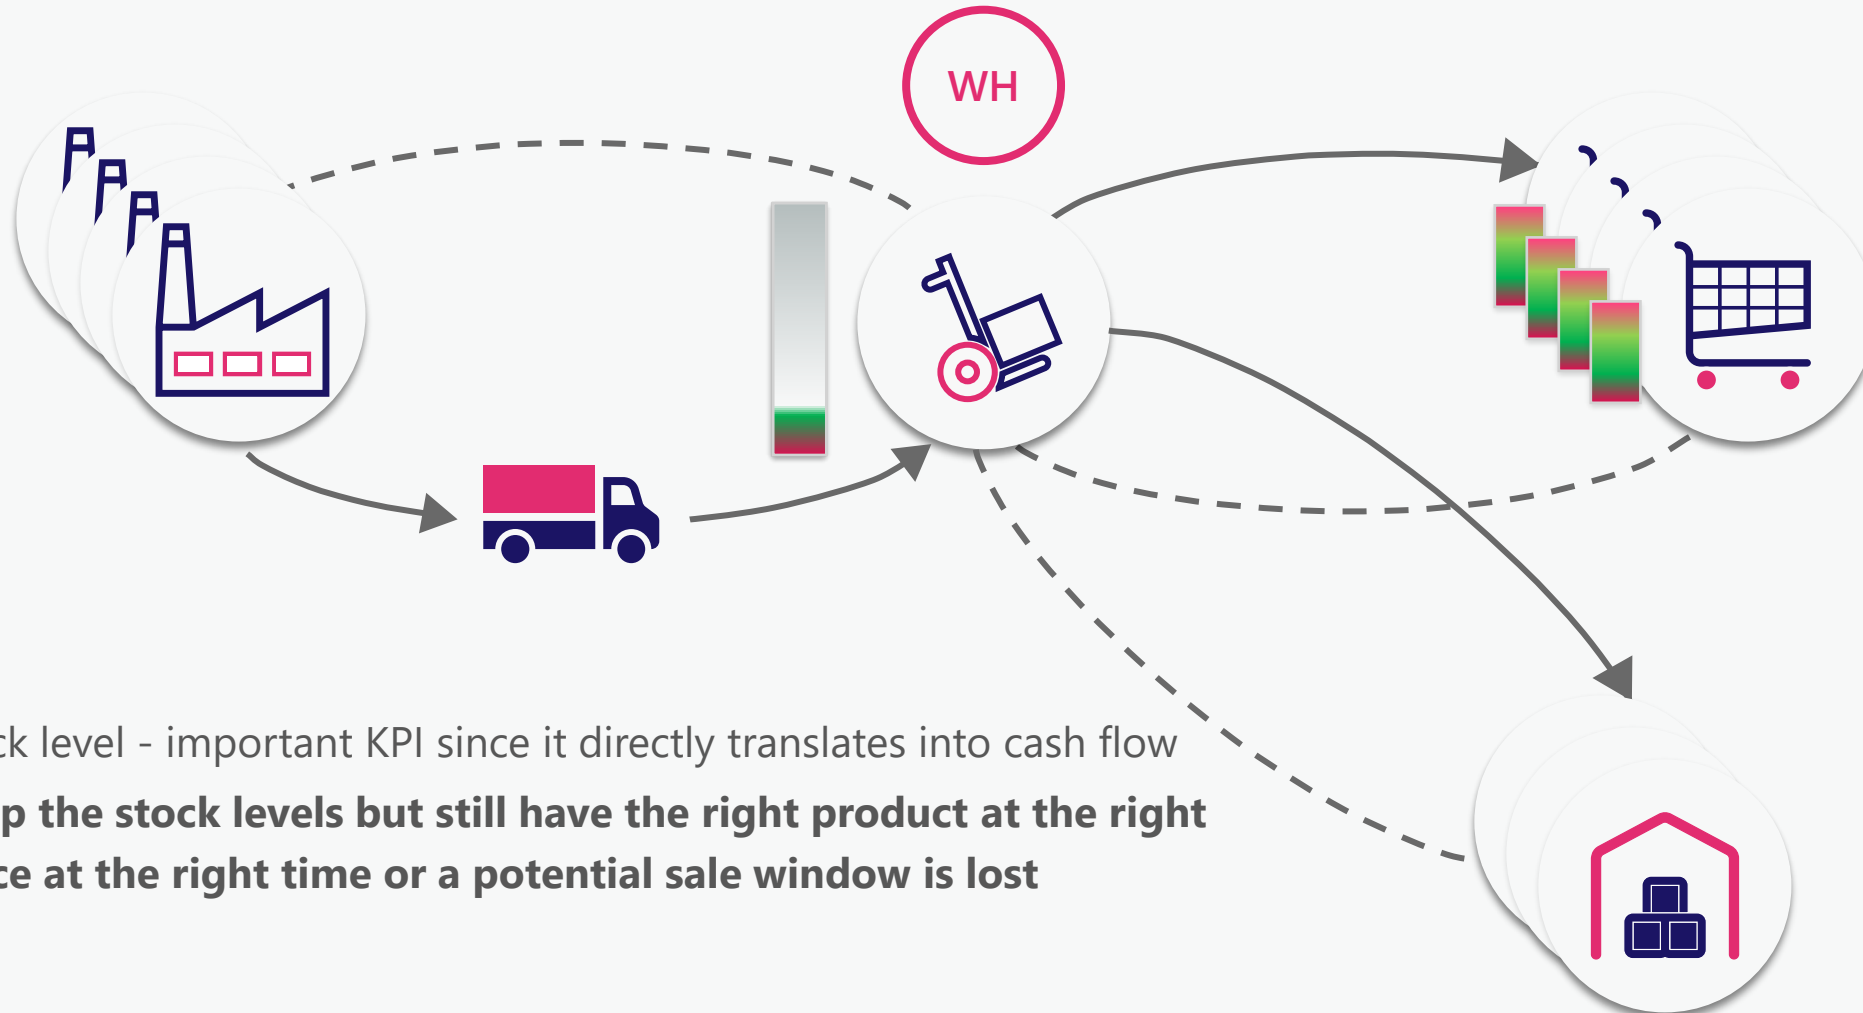 WH
ck level - important KPI since it directly translates into cash flow
p the stock levels but still have the right product at the right
ce at the right time or a potential sale window is lost